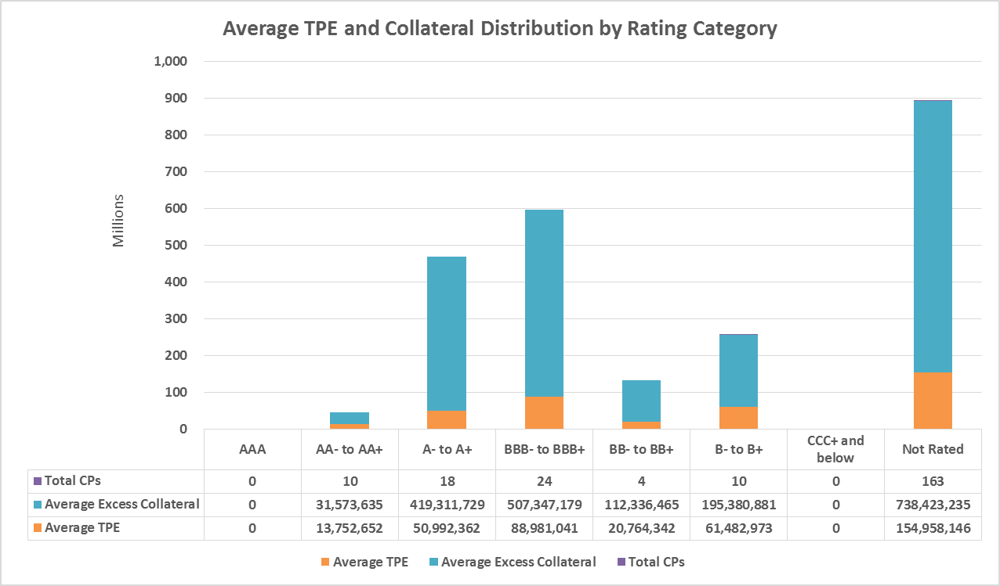 Average TPE and Collateral Distribution by Rating Category
1,000
900
800
700
600
500
400
300
200
100
0
Millions
AAA AA- to AA+ A- to A+ BBB- to BBB+ BB- to BB+ B- to B+ CCC+ and below Not Rated
Total CPs 0 10 18 24 4 10 0 163
Average Excess Collateral 0 31,573,635 419,311,729 507,347,179 112,336,465 195,380,881 0 738,423,235
Average TPE 0 13,752,652 50,992,362 88,981,041 20,764,342 61,482,973 0 154,958,146
Average TPE Average Excess Collateral Total CPs